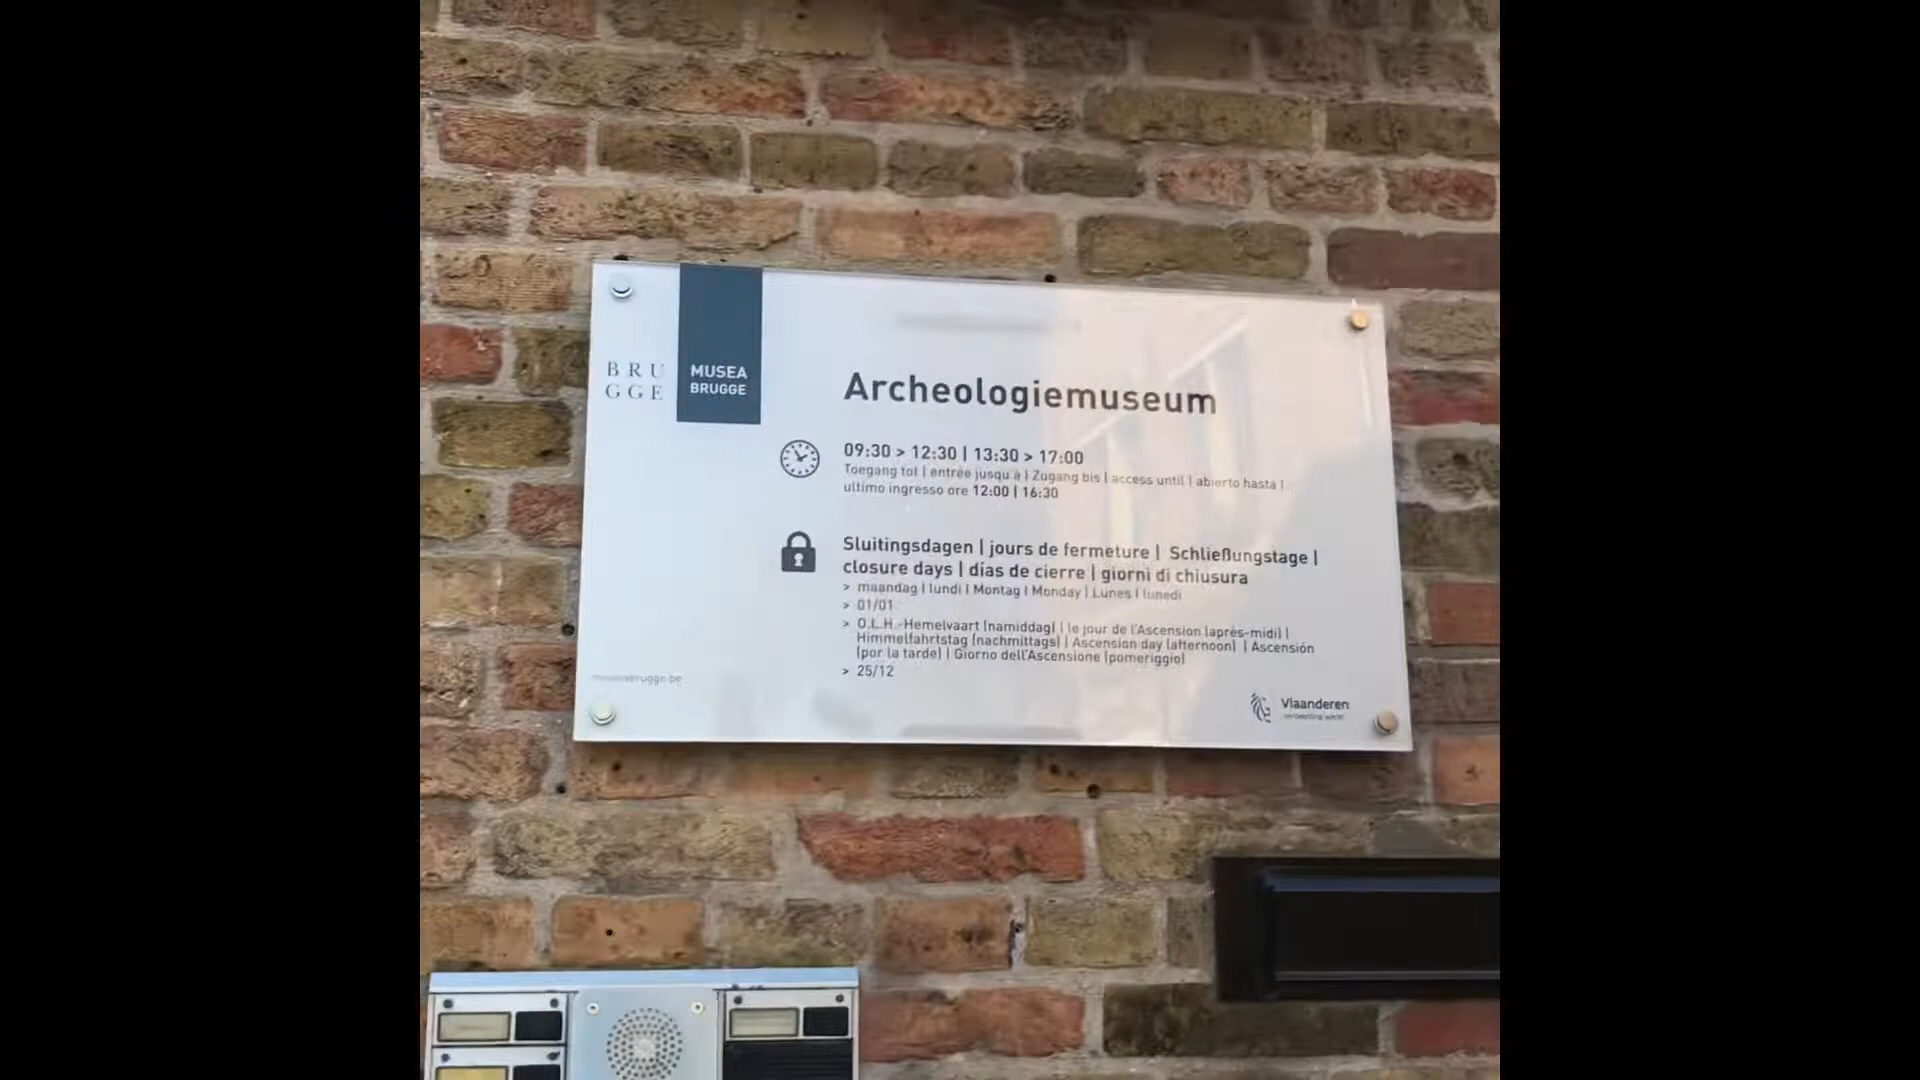 BRU
GGE
MUSEA
BRUGGE
Archeologiemuseum
09:30 > 12:30 | 13:30 > 17:00
Toegang tot | entrée jusqu'à | Zugang bis | access until | abierto hasta |
ultimo ingresso ore 12:00 | 16:30
Sluitingsdagen | jours de fermeture | Schließungstage |
closure days | días de cierre | giorni di chiusura
> maandag | lundi | Montag | Monday | Lunes | lunedi
> 01/01
> O.L.H.-Hemelvaart (namiddag) | le jour de l'Ascension (après-midi) |
Himmelfahrtstag (nachmittags) | Ascension day (afternoon) | Ascensión
(por la tarde) | Giorno dell'Ascensione (pomeriggio)
> 25/12
museabrugge.be
Vlaanderen
verbeelding werkt